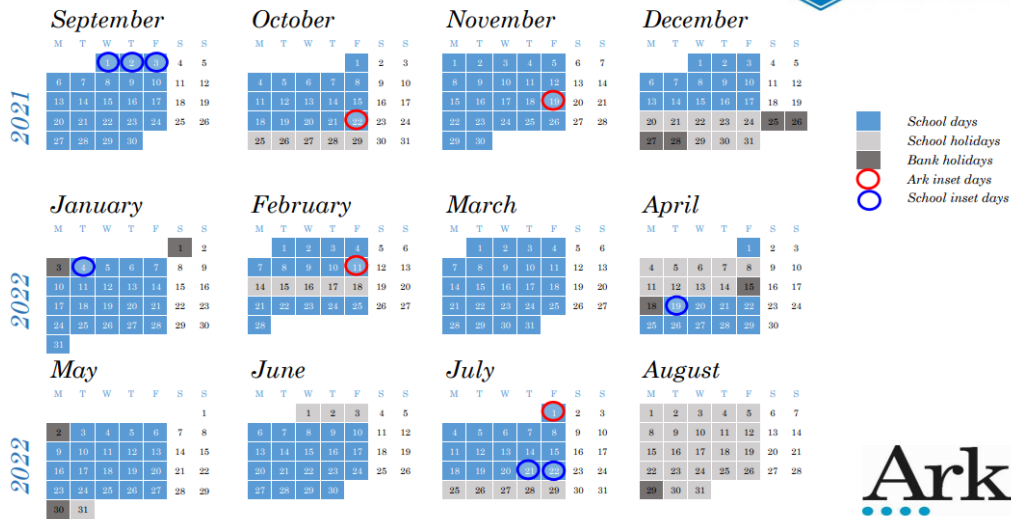 September October November December
M T W T F S S M T W T F S S M T W T F S S M T W T F S S
1 2 3 4 5 1 2 3 1 2 3 4 5 6 7 1 2 3 4 5
6 7 8 9 10 11 12 4 5 6 7 8 9 10 8 9 10 11 12 13 14 6 7 8 9 10 11 12
13 14 15 16 17 18 19 11 12 13 14 15 16 17 15 16 17 18 19 20 21 13 14 15 16 17 18 19
20 21 22 23 24 25 26 18 19 20 21 22 23 24 22 23 24 25 26 27 28 20 21 22 23 24 25 26
27 28 29 30 25 26 27 28 29 30 31 29 30 27 28 29 30 31
2021
School days
School holidays
Bank holidays
Ark inset days
School inset days
January February March April
M T W T F S S M T W T F S S M T W T F S S M T W T F S S
1 2 1 2 3 4 5 6 1 2 3 4 5 6 1 2 3
3 4 5 6 7 8 9 7 8 9 10 11 12 13 7 8 9 10 11 12 13 4 5 6 7 8 9 10
10 11 12 13 14 15 16 14 15 16 17 18 19 20 14 15 16 17 18 19 20 11 12 13 14 15 16 17
17 18 19 20 21 22 23 21 22 23 24 25 26 27 21 22 23 24 25 26 27 18 19 20 21 22 23 24
24 25 26 27 28 29 30 28 28 29 30 31 25 26 27 28 29 30
31
2022
May June July August
M T W T F S S M T W T F S S M T W T F S S M T W T F S S
1 1 2 3 4 5 1 2 3 1 2 3 4 5 6 7
2 3 4 5 6 7 8 6 7 8 9 10 11 12 4 5 6 7 8 9 10 8 9 10 11 12 13 14
9 10 11 12 13 14 15 13 14 15 16 17 18 19 11 12 13 14 15 16 17 15 16 17 18 19 20 21
16 17 18 19 20 21 22 20 21 22 23 24 25 26 18 19 20 21 22 23 24 22 23 24 25 26 27 28
23 24 25 26 27 28 29 27 28 29 30 25 26 27 28 29 30 31 29 30 31
30 31
2022
Ark